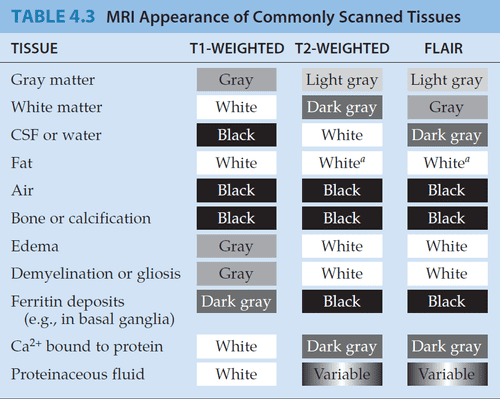 TABLE 4.3 MRI Appearance of Commonly Scanned Tissues
TISSUE T1-WEIGHTED T2-WEIGHTED FLAIR
Gray matter Gray Light gray Light gray
White matter White Dark gray Gray
CSF or water Black White Dark gray
Fat White Whiteᵃ Whiteᵃ
Air Black Black Black
Bone or calcification Black Black Black
Edema Gray White White
Demyelination or gliosis Gray White White
Ferritin deposits Dark gray Black Black
(e.g., in basal ganglia)
Ca²⁺ bound to protein White Dark gray Dark gray
Proteinaceous fluid White Variable Variable